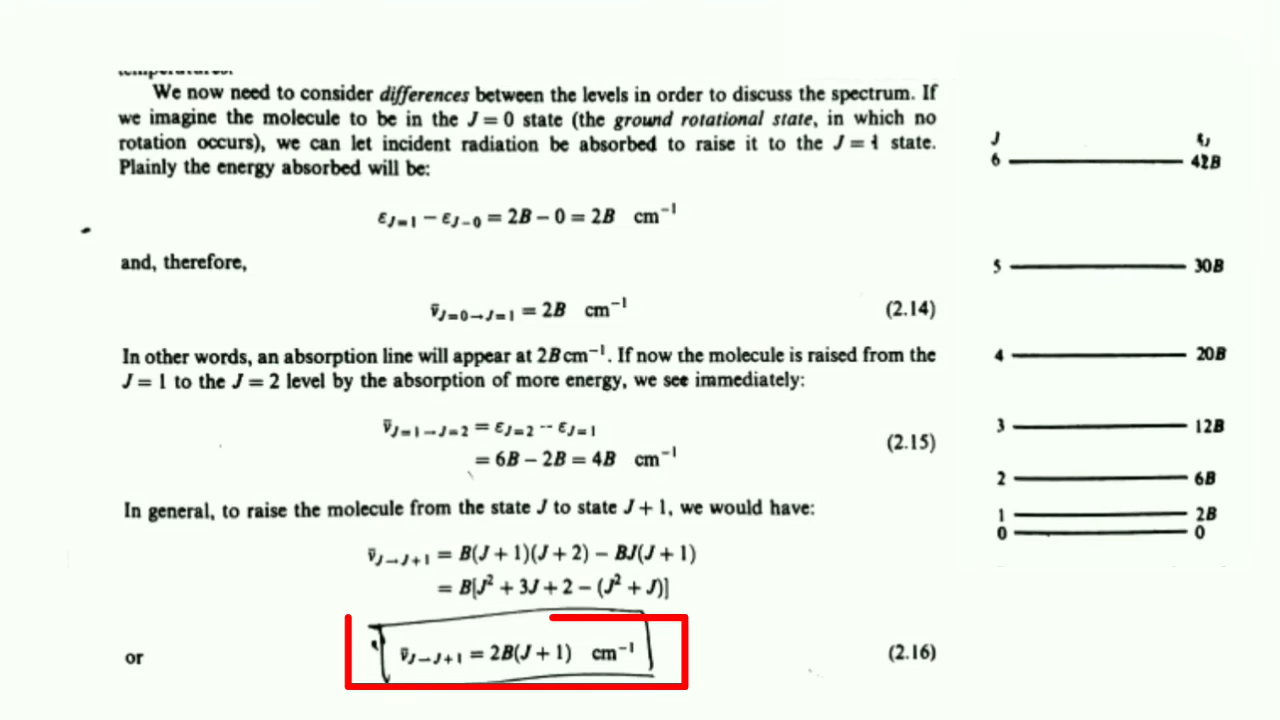 temperatures.
We now need to consider differences between the levels in order to discuss the spectrum. If
we imagine the molecule to be in the J = 0 state (the ground rotational state, in which no
rotation occurs), we can let incident radiation be absorbed to raise it to the J = 1 state.
Plainly the energy absorbed will be:
ε_{J=1} − ε_{J=0} = 2B − 0 = 2B cm⁻¹
and, therefore,
ν̄_{J=0→J=1} = 2B cm⁻¹ (2.14)
In other words, an absorption line will appear at 2B cm⁻¹. If now the molecule is raised from the
J = 1 to the J = 2 level by the absorption of more energy, we see immediately:
ν̄_{J=1→J=2} = ε_{J=2} − ε_{J=1}
= 6B − 2B = 4B cm⁻¹ (2.15)
In general, to raise the molecule from the state J to state J + 1, we would have:
ν̄_{J→J+1} = B(J + 1)(J + 2) − BJ(J + 1)
= B[J² + 3J + 2 − (J² + J)]
or ν̄_{J→J+1} = 2B(J + 1) cm⁻¹ (2.16)
J ε_J
6 42B
5 30B
4 20B
3 12B
2 6B
1 2B
0 0